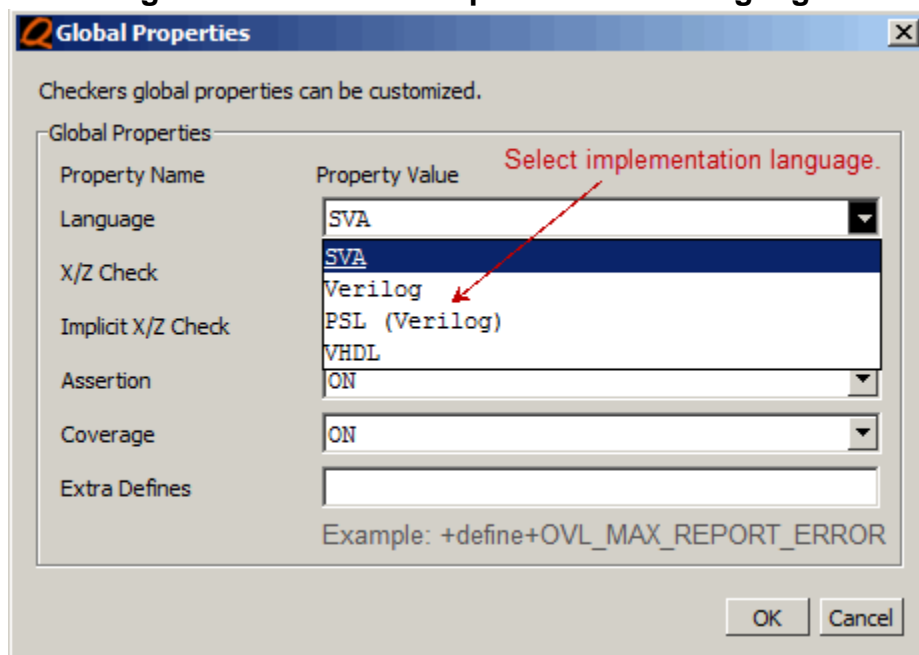 Global Properties
Checkers global properties can be customized.
Global Properties
Select implementation language.
Property Name Property Value
Language SVA
SVA
X/Z Check
Verilog
PSL (Verilog)
Implicit X/Z Check
VHDL
Assertion ON
Coverage ON
Extra Defines
Example: +define+OVL_MAX_REPORT_ERROR
OK Cancel